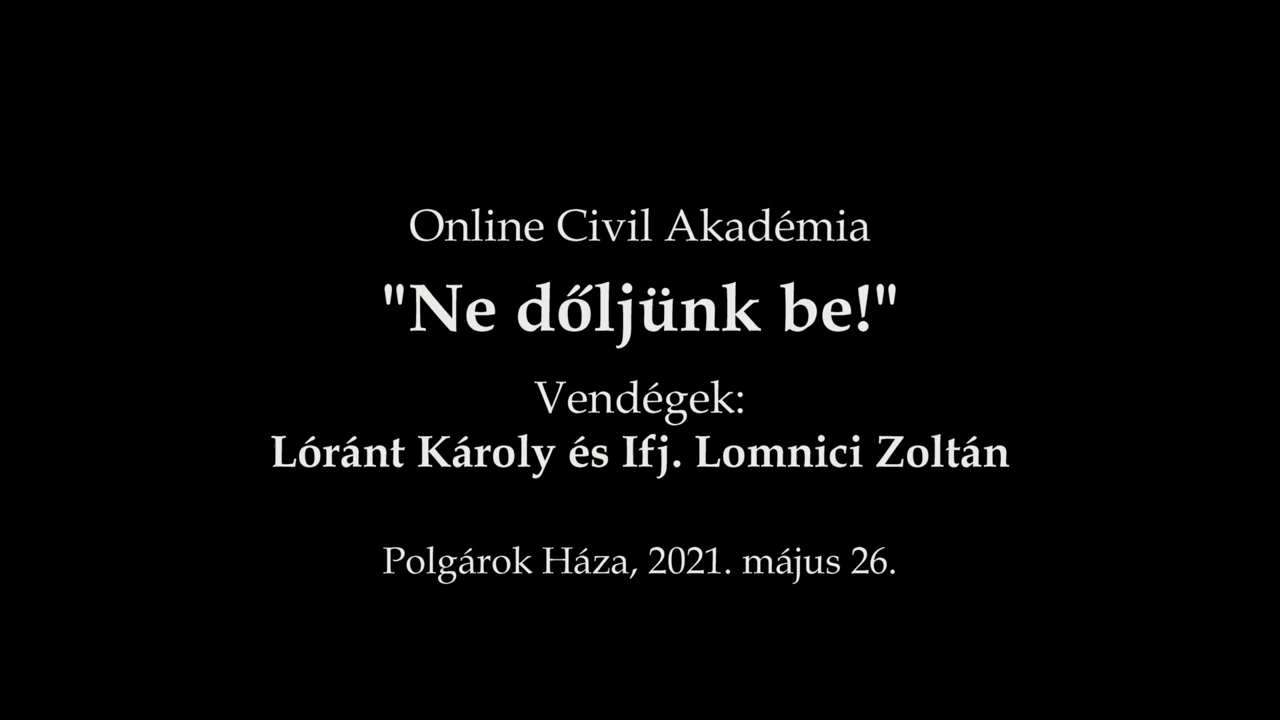 Online Civil Akadémia
"Ne dőljünk be!"
Vendégek:
Lóránt Károly és Ifj. Lomnici Zoltán
Polgárok Háza, 2021. május 26.